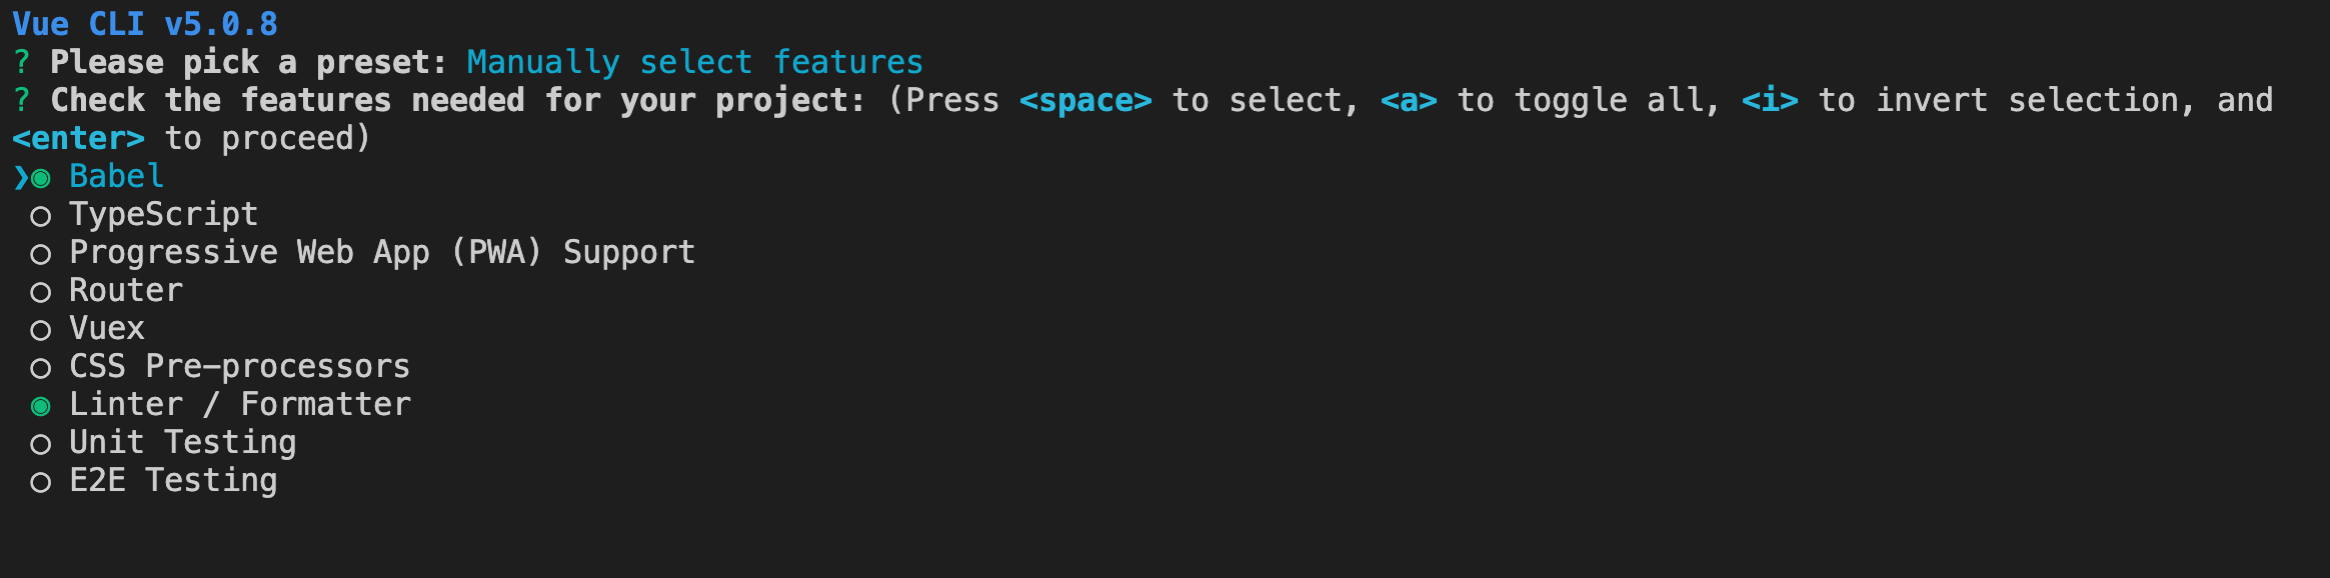 Vue CLI v5.0.8
? Please pick a preset: Manually select features
? Check the features needed for your project: (Press <space> to select, <a> to toggle all, <i> to invert selection, and
<enter> to proceed)
❯◉ Babel
◯ TypeScript
◯ Progressive Web App (PWA) Support
◯ Router
◯ Vuex
◯ CSS Pre-processors
◉ Linter / Formatter
◯ Unit Testing
◯ E2E Testing